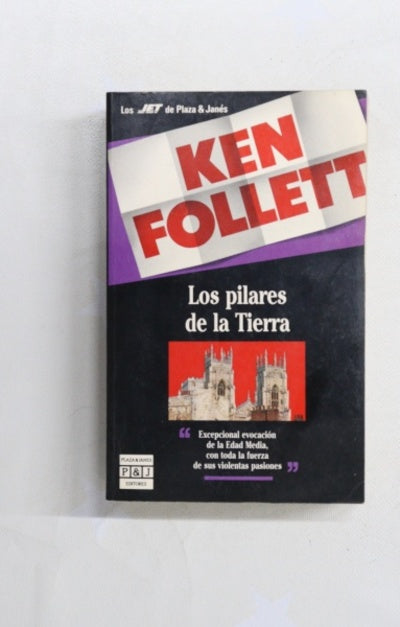 Los JET de Plaza & Janés
KEN
FOLLETT
Los pilares
de la Tierra
“ Excepcional evocación
de la Edad Media,
con toda la fuerza
de sus violentas pasiones ”
PLAZA & JANES
P & J
EDITORES